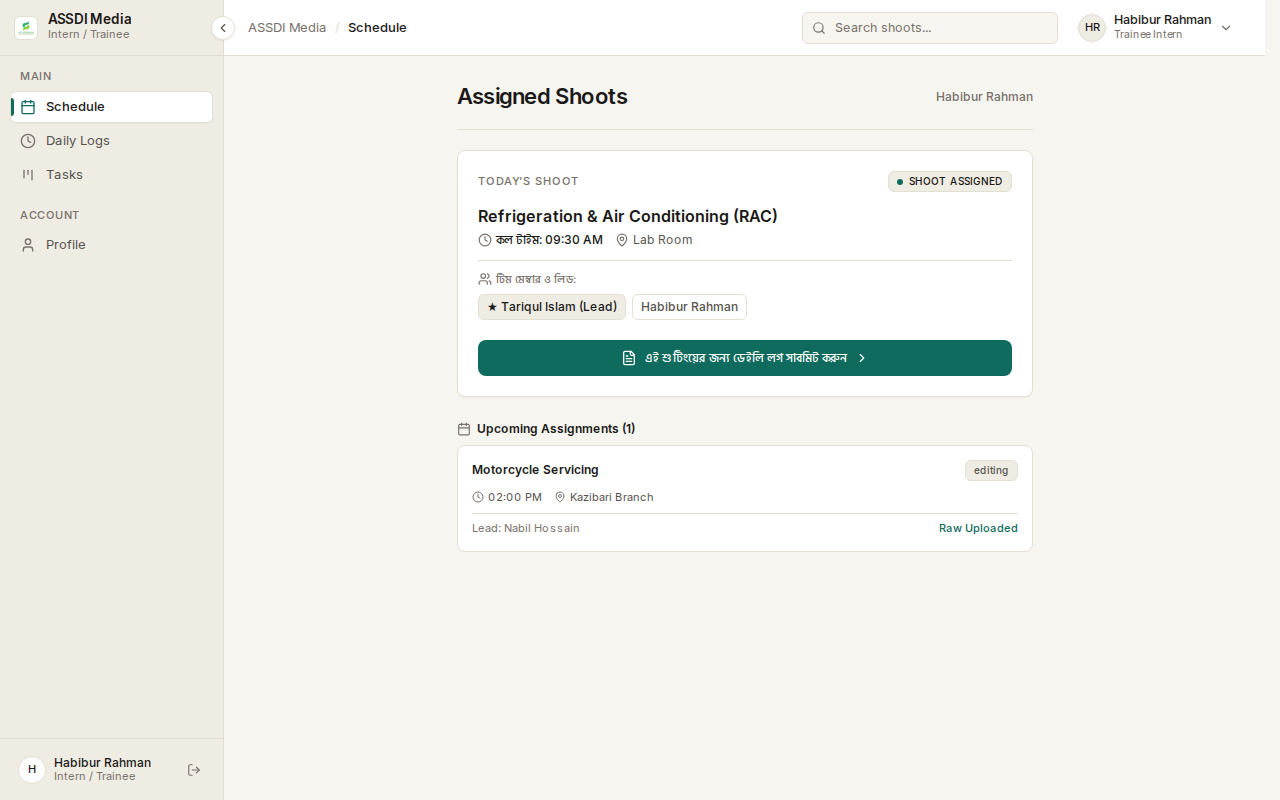 ASSDI Media
Intern / Trainee
ASSDI Media / Schedule
Search shoots...
HR
Habibur Rahman
Trainee Intern
MAIN
Schedule
Daily Logs
Tasks
ACCOUNT
Profile
Assigned Shoots
Habibur Rahman
TODAY'S SHOOT
SHOOT ASSIGNED
Refrigeration & Air Conditioning (RAC)
কল টাইম: 09:30 AM Lab Room
টিম মেম্বার ও লিড:
★ Tariqul Islam (Lead) Habibur Rahman
এই শুটিংয়ের জন্য ডেইলি লগ সাবমিট করুন
Upcoming Assignments (1)
Motorcycle Servicing
editing
02:00 PM Kazibari Branch
Lead: Nabil Hossain
Raw Uploaded
H
Habibur Rahman
Intern / Trainee